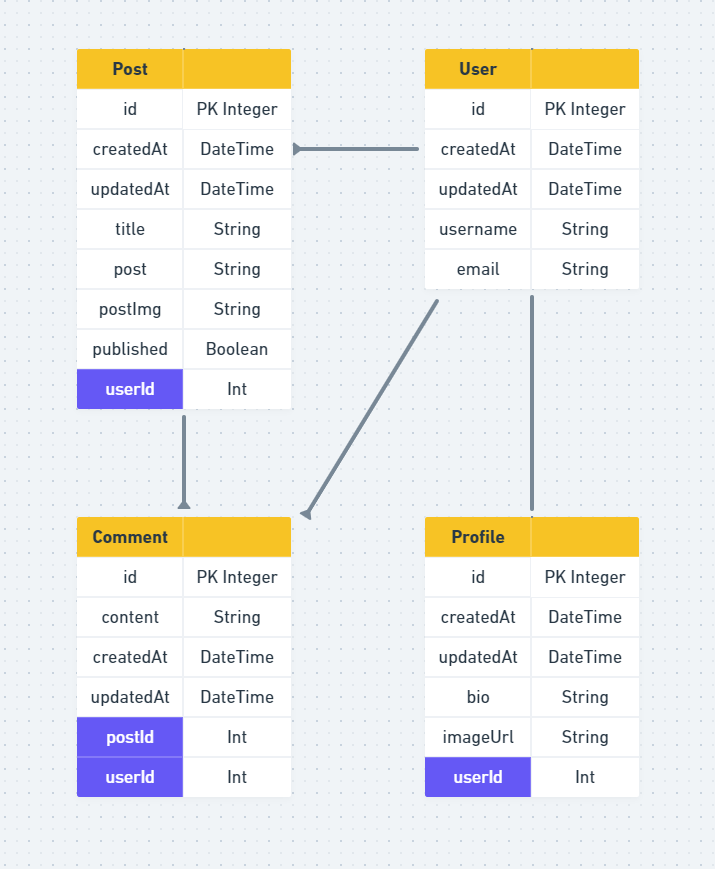 Post
id PK Integer
createdAt DateTime
updatedAt DateTime
title String
post String
postImg String
published Boolean
userId Int
User
id PK Integer
createdAt DateTime
updatedAt DateTime
username String
email String
Comment
id PK Integer
content String
createdAt DateTime
updatedAt DateTime
postId Int
userId Int
Profile
id PK Integer
createdAt DateTime
updatedAt DateTime
bio String
imageUrl String
userId Int